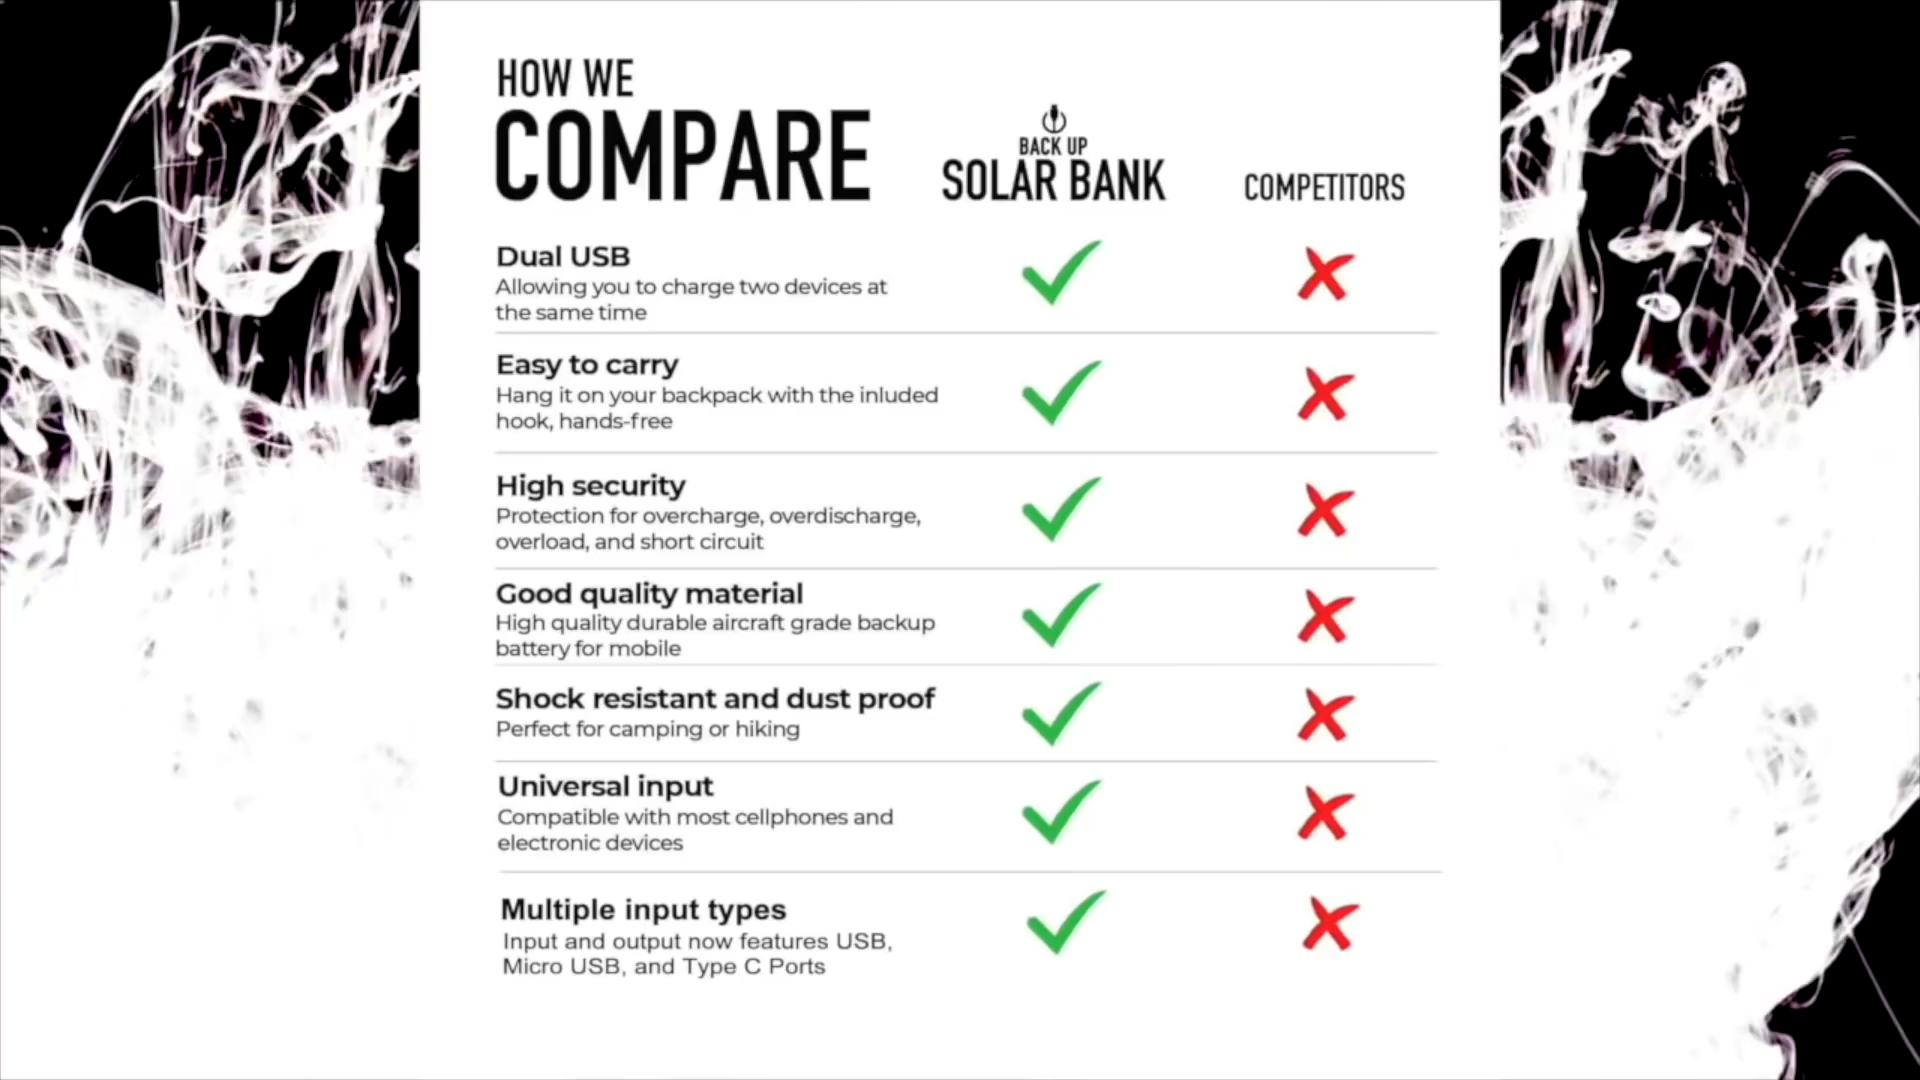 HOW WE
COMPARE
BACK UP
SOLAR BANK
COMPETITORS
Dual USB
Allowing you to charge two devices at
the same time
Easy to carry
Hang it on your backpack with the inluded
hook, hands-free
High security
Protection for overcharge, overdischarge,
overload, and short circuit
Good quality material
High quality durable aircraft grade backup
battery for mobile
Shock resistant and dust proof
Perfect for camping or hiking
Universal input
Compatible with most cellphones and
electronic devices
Multiple input types
Input and output now features USB,
Micro USB, and Type C Ports